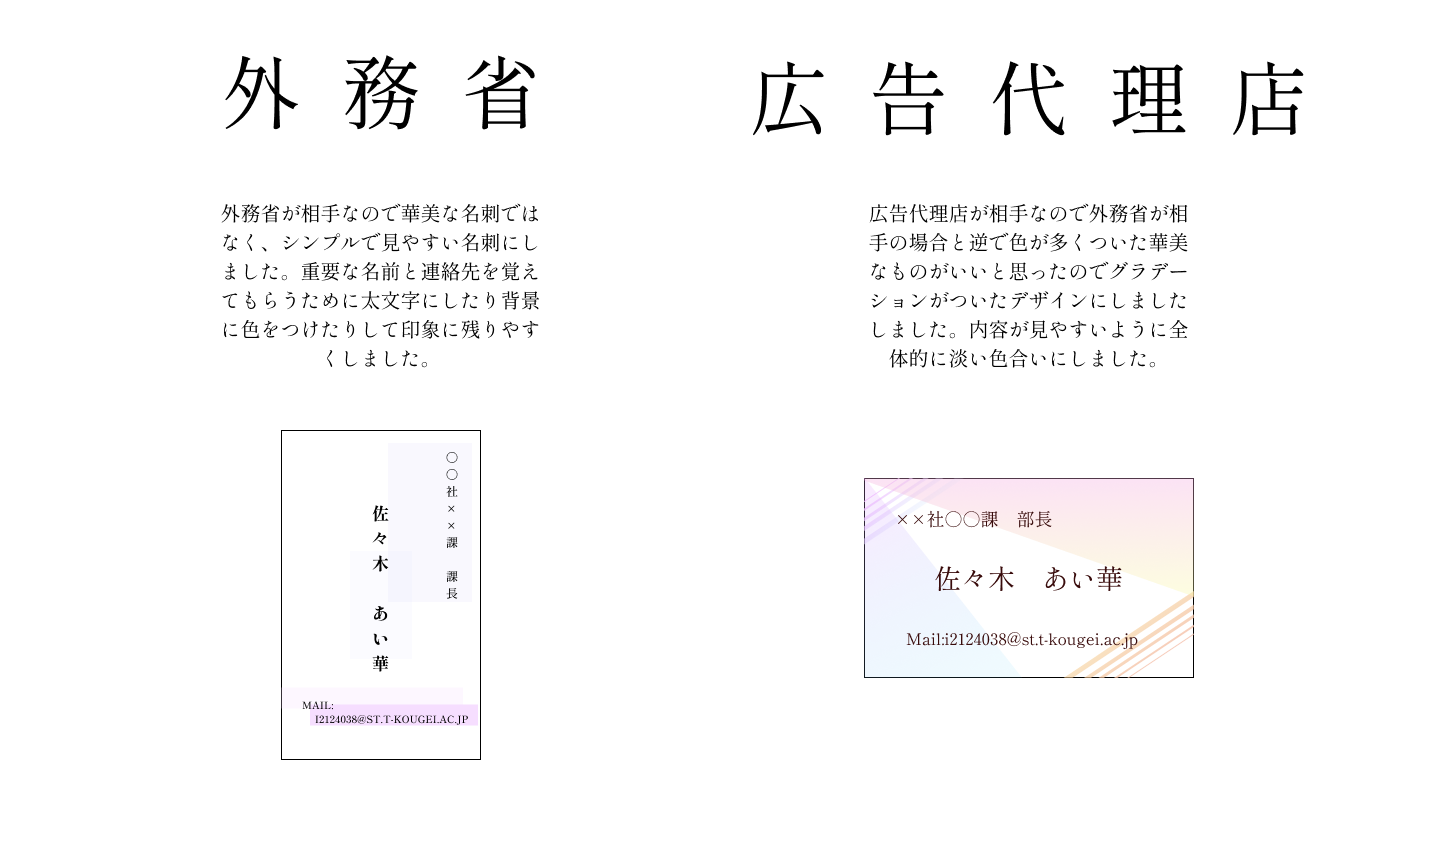 外務省
外務省が相手なので華美な名刺では
なく、シンプルで見やすい名刺にし
ました。重要な名前と連絡先を覚え
てもらうために太文字にしたり背景
に色をつけたりして印象に残りやす
くしました。
〇〇社××課　課長
佐々木　あい華
MAIL:
I2124038@ST.T-KOUGEI.AC.JP
広告代理店
広告代理店が相手なので外務省が相
手の場合と逆で色が多くついた華美
なものがいいと思ったのでグラデー
ションがついたデザインにしました
しました。内容が見やすいように全
体的に淡い色合いにしました。
××社〇〇課　部長
佐々木　あい華
Mail:i2124038@st.t-kougei.ac.jp